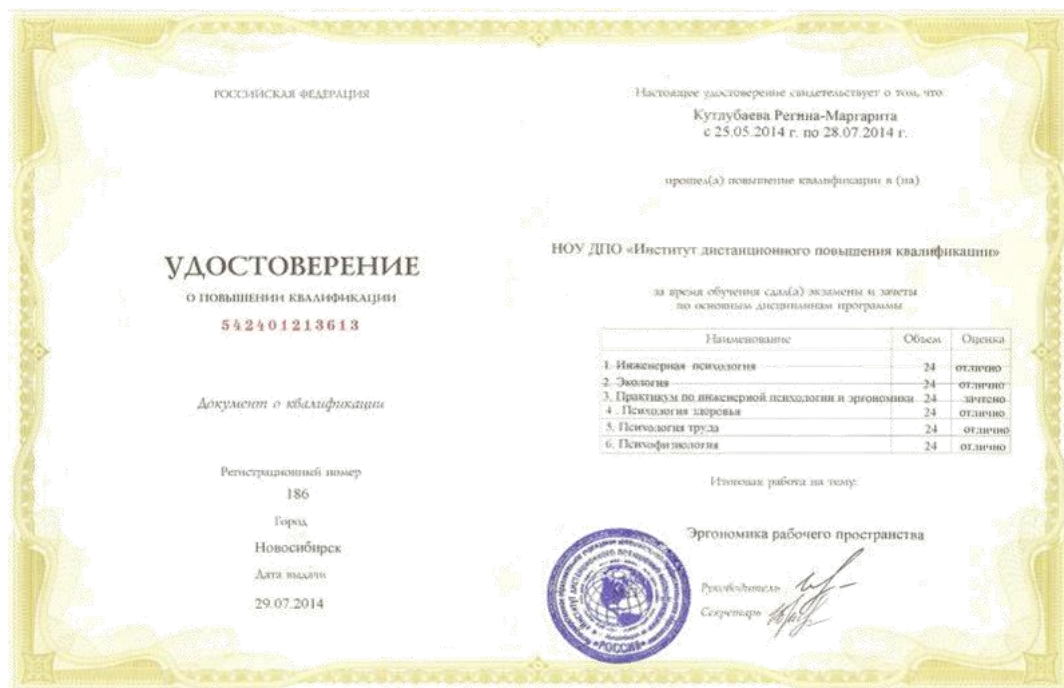 РОССИЙСКАЯ ФЕДЕРАЦИЯ
УДОСТОВЕРЕНИЕ
О ПОВЫШЕНИИ КВАЛИФИКАЦИИ
542401213613
Документ о квалификации
Регистрационный номер
186
Город
Новосибирск
Дата выдачи
29.07.2014
Настоящее удостоверение свидетельствует о том, что
Кутлубаева Регина-Маргарита
с 25.05.2014 г. по 28.07.2014 г.
прошел(а) повышение квалификации в (на)
НОУ ДПО «Институт дистанционного повышения квалификации»
за время обучения сдал(а) экзамены и зачеты
по основным дисциплинам программы
Наименование Объем Оценка
1. Инженерная психология 24 отлично
2. Экология 24 отлично
3. Практикум по инженерной психологии и эргономики 24 зачтено
4 . Психология здоровья 24 отлично
5. Психология труда 24 отлично
6. Психофизиология 24 отлично
Итоговая работа на тему:
Эргономика рабочего пространства
Руководитель
Секретарь
РОССИЯ